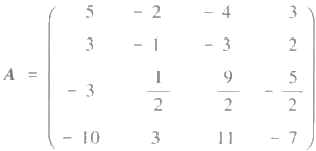 5 - 2 - 4 3
3 - 1 - 3 2
A = - 3 1/2 9/2 - 5/2
- 10 3 11 - 7